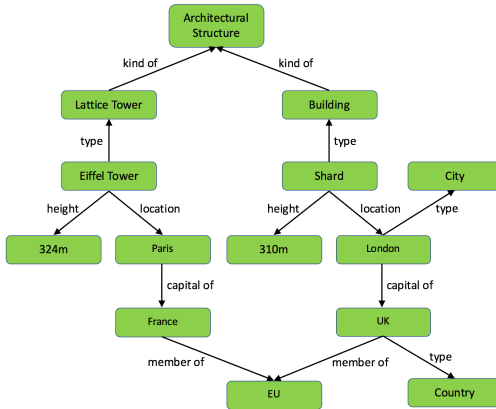 Architectural
Structure
kind of
kind of
Lattice Tower
Building
type
type
Eiffel Tower
Shard
City
height
location
height
location
type
324m
Paris
310m
London
capital of
capital of
France
UK
member of
member of
type
EU
Country